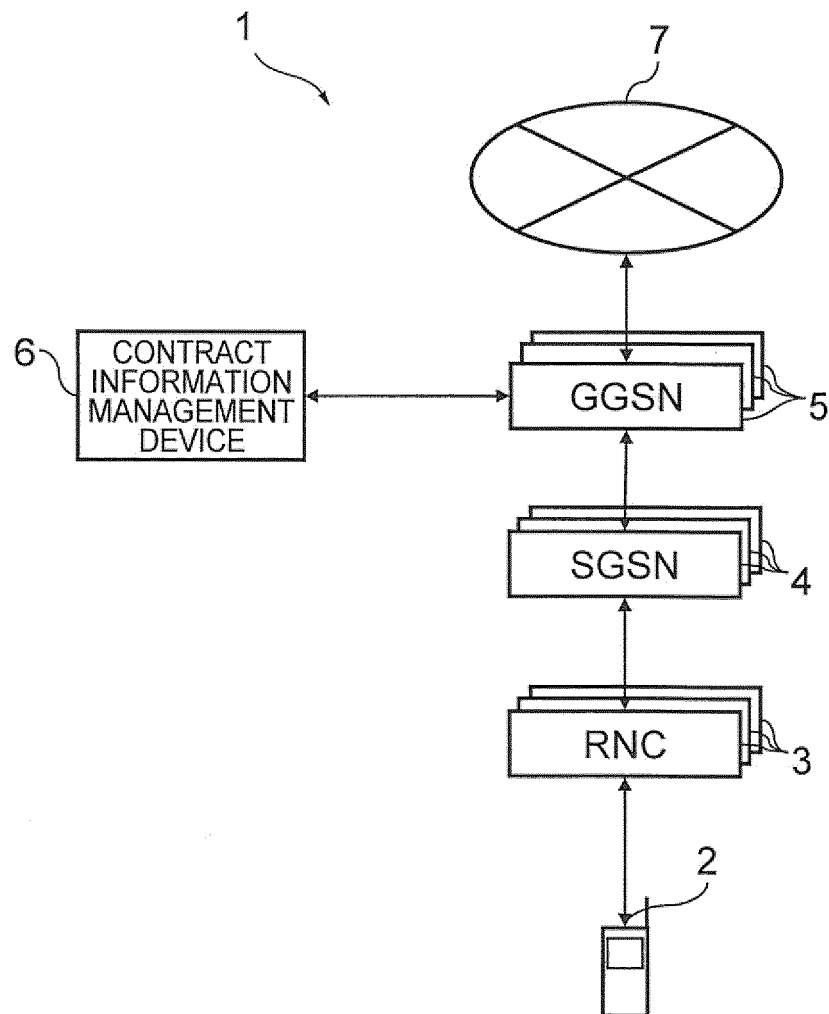 1
7
6
CONTRACT
INFORMATION
MANAGEMENT
DEVICE
GGSN
5
SGSN
4
RNC
3
2